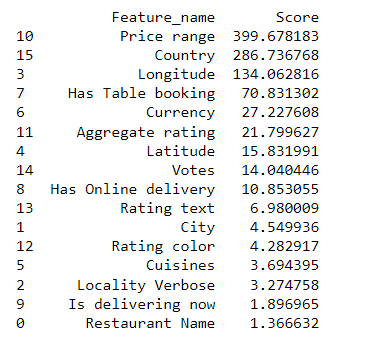 Feature_name Score
10 Price range 399.678183
15 Country 286.736768
3 Longitude 134.062816
7 Has Table booking 70.831302
6 Currency 27.227608
11 Aggregate rating 21.799627
4 Latitude 15.831991
14 Votes 14.040446
8 Has Online delivery 10.853055
13 Rating text 6.980009
1 City 4.549936
12 Rating color 4.282917
5 Cuisines 3.694395
2 Locality Verbose 3.274758
9 Is delivering now 1.896965
0 Restaurant Name 1.366632